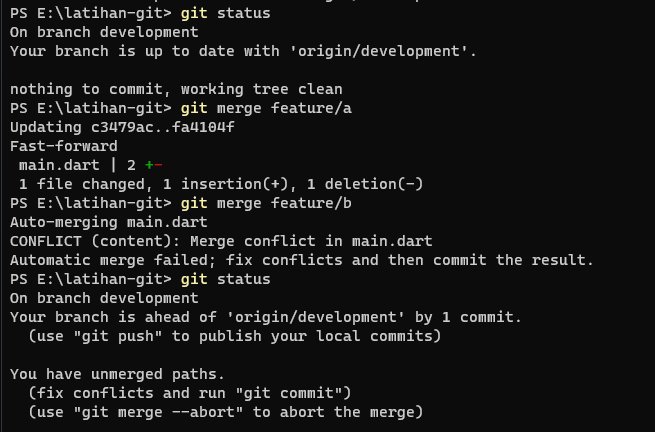 PS E:\latihan-git> git status
On branch development
Your branch is up to date with 'origin/development'.
nothing to commit, working tree clean
PS E:\latihan-git> git merge feature/a
Updating c3479ac..fa4104f
Fast-forward
 main.dart | 2 +-
 1 file changed, 1 insertion(+), 1 deletion(-)
PS E:\latihan-git> git merge feature/b
Auto-merging main.dart
CONFLICT (content): Merge conflict in main.dart
Automatic merge failed; fix conflicts and then commit the result.
PS E:\latihan-git> git status
On branch development
Your branch is ahead of 'origin/development' by 1 commit.
  (use "git push" to publish your local commits)
You have unmerged paths.
  (fix conflicts and run "git commit")
  (use "git merge --abort" to abort the merge)